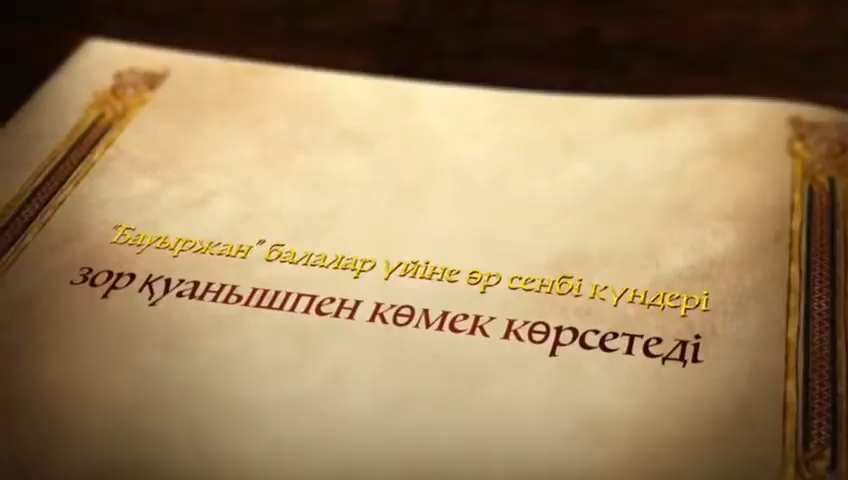 "Бауыржан" балалар үйіне әр сенбі күндері
зор қуанышпен көмек көрсетеді